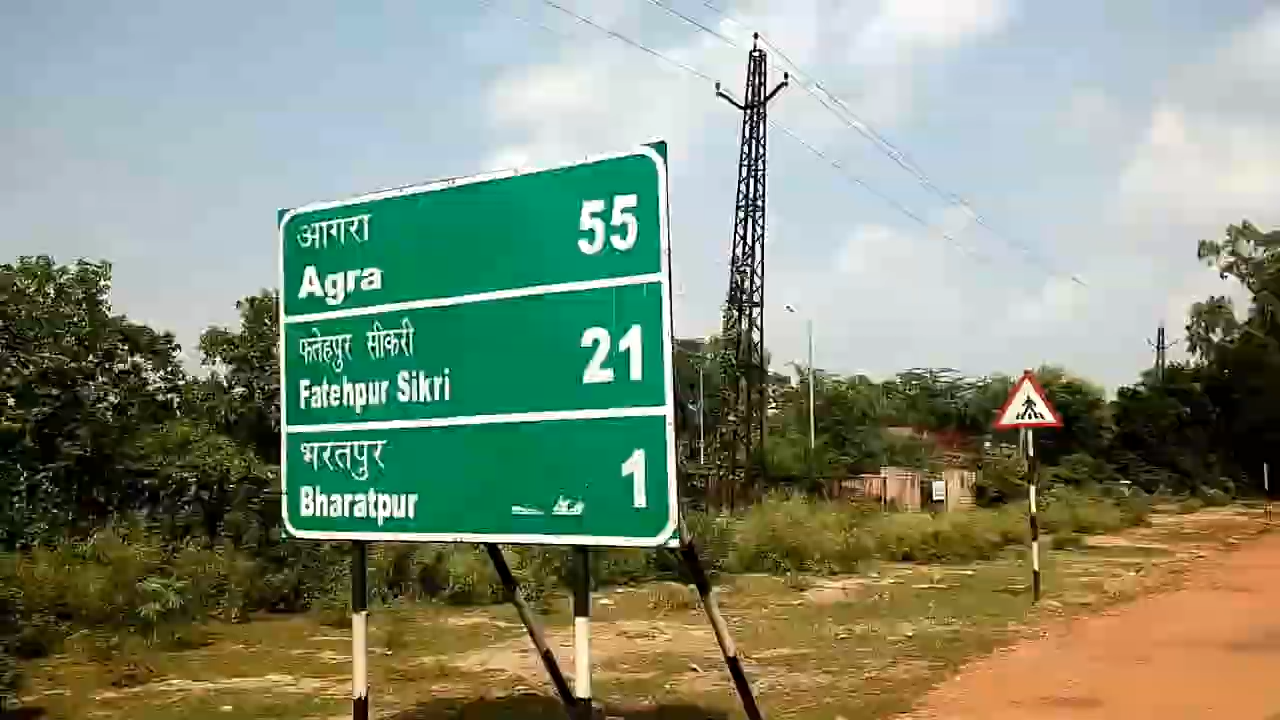 आगरा 55
Agra
फतेहपुर सीकरी 21
Fatehpur Sikri
भरतपुर 1
Bharatpur